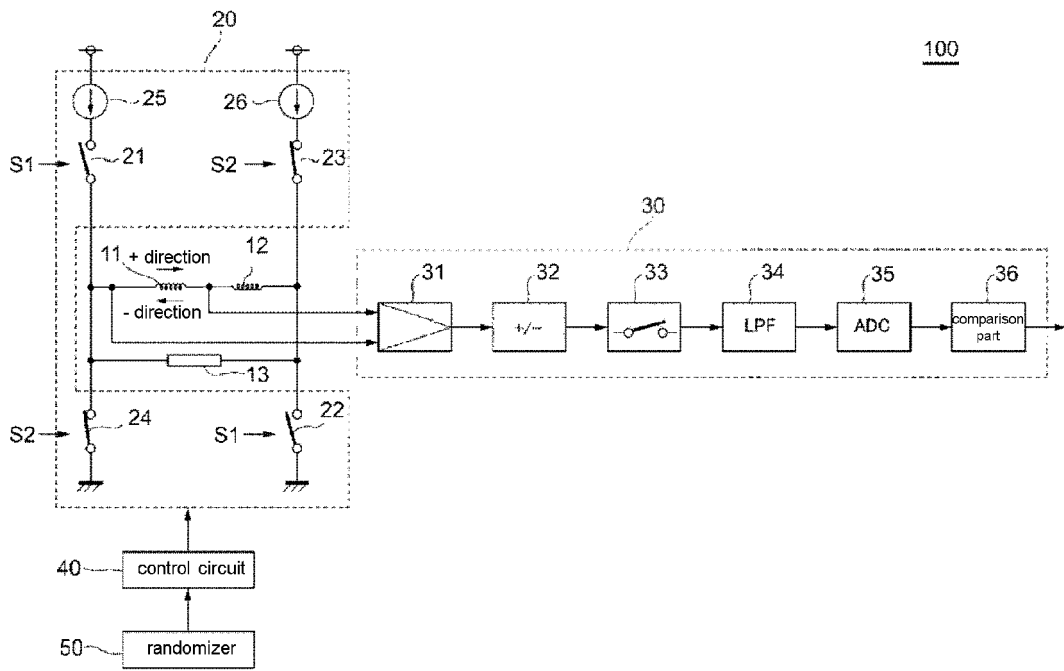 20
100
25
26
S1
21
S2
23
30
11
+ direction
12
- direction
31
32
33
34
35
36
+/−
LPF
ADC
comparison
part
13
S2
24
S1
22
40
control circuit
50
randomizer